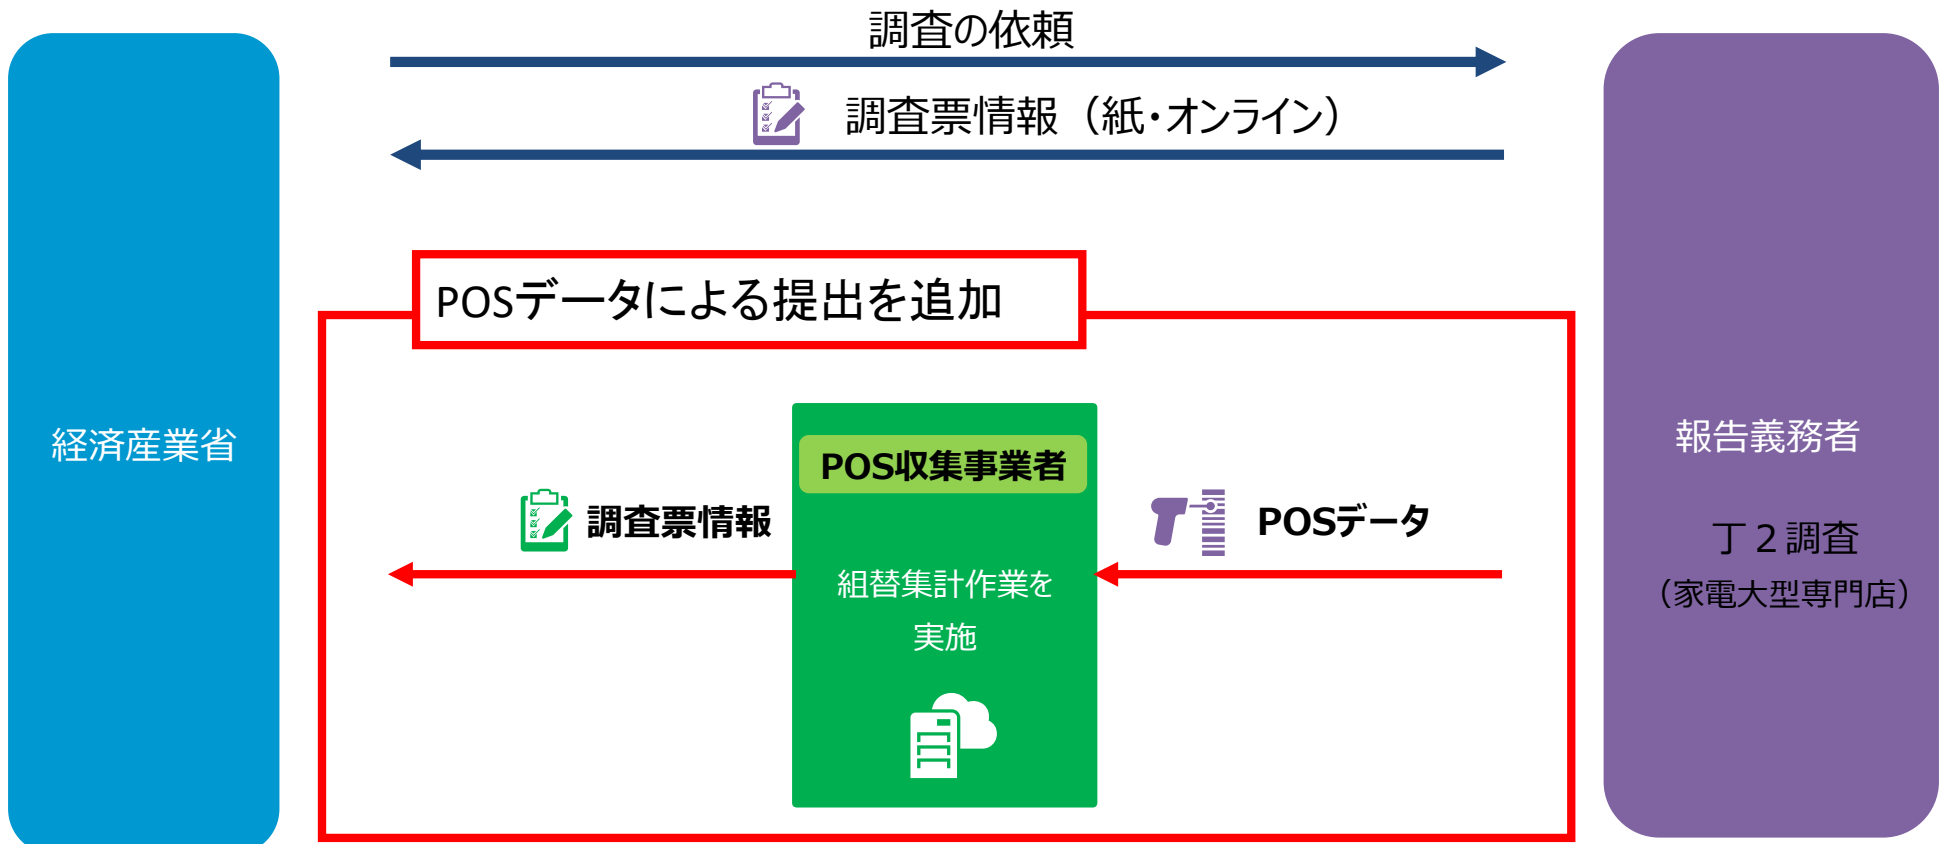 調査の依頼
調査票情報（紙・オンライン）
POSデータによる提出を追加
経済産業省
調査票情報
POS収集事業者
組替集計作業を
実施
POSデータ
報告義務者
丁２調査
（家電大型専門店）